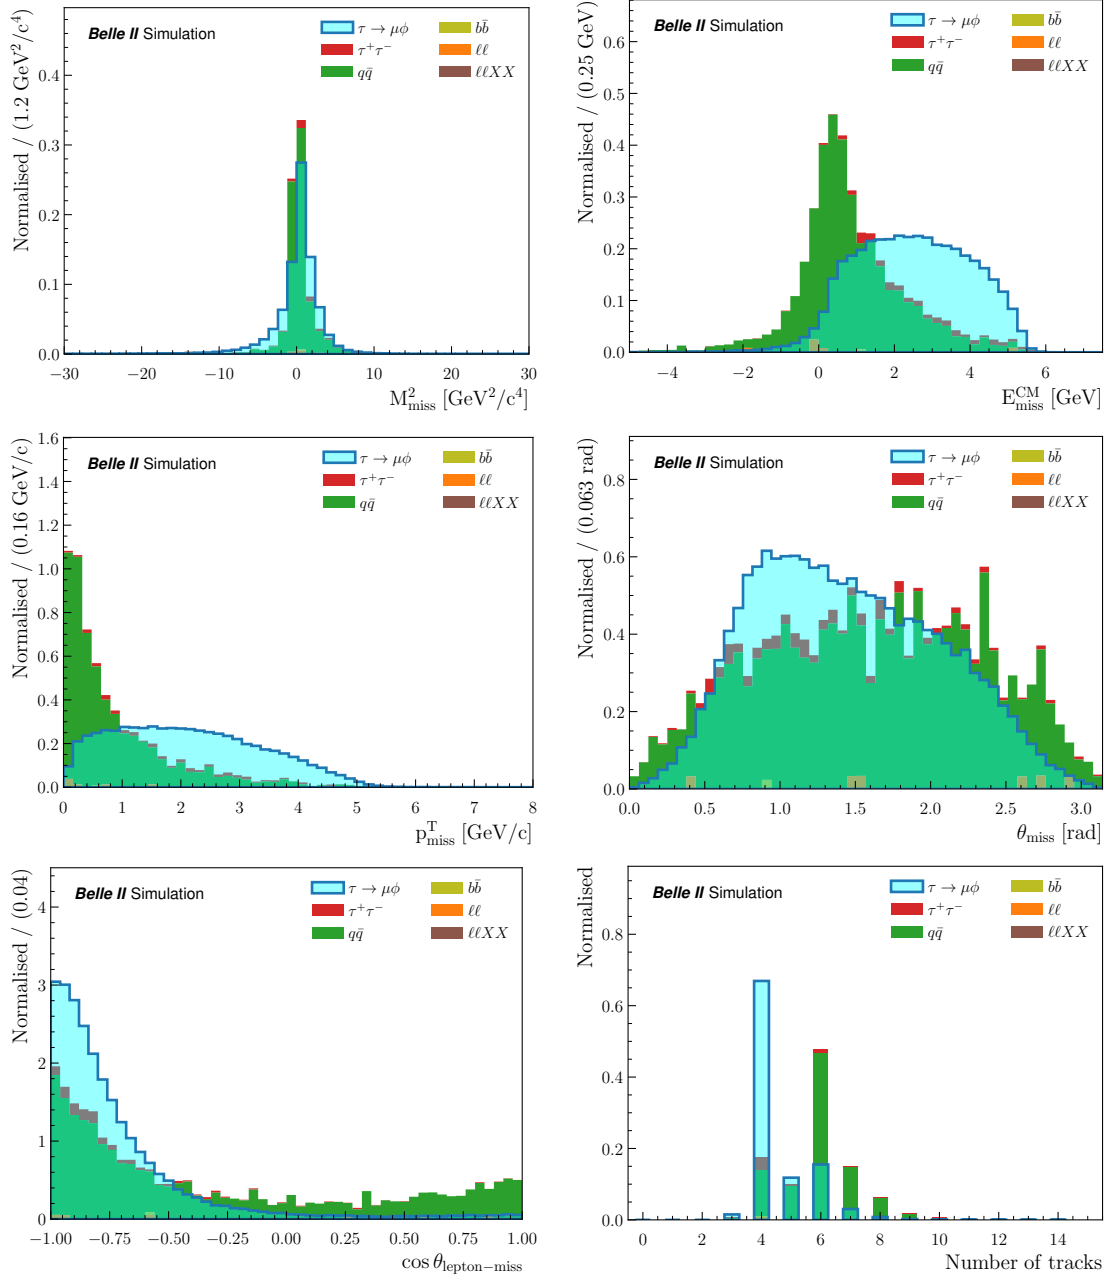 Normalised / (1.2 GeV²/c⁴)
Belle II Simulation
τ → μϕ
τ⁺τ⁻
qq̄
bb̄
ℓℓ
ℓℓXX
0.0
0.1
0.2
0.3
0.4
−30 −20 −10 0 10 20 30
M²miss [GeV²/c⁴]
Normalised / (0.25 GeV)
Belle II Simulation
τ → μϕ
τ⁺τ⁻
qq̄
bb̄
ℓℓ
ℓℓXX
0.0
0.1
0.2
0.3
0.4
0.5
0.6
−4 −2 0 2 4 6
E^CM_miss [GeV]
Normalised / (0.16 GeV/c)
Belle II Simulation
τ → μϕ
τ⁺τ⁻
qq̄
bb̄
ℓℓ
ℓℓXX
0.0
0.2
0.4
0.6
0.8
1.0
1.2
1.4
1.6
0 1 2 3 4 5 6 7 8
p^T_miss [GeV/c]
Normalised / (0.063 rad)
Belle II Simulation
τ → μϕ
τ⁺τ⁻
qq̄
bb̄
ℓℓ
ℓℓXX
0.0
0.2
0.4
0.6
0.8
0.0 0.5 1.0 1.5 2.0 2.5 3.0
θmiss [rad]
Normalised / (0.04)
Belle II Simulation
τ → μϕ
τ⁺τ⁻
qq̄
bb̄
ℓℓ
ℓℓXX
0
1
2
3
4
−1.00 −0.75 −0.50 −0.25 0.00 0.25 0.50 0.75 1.00
cos θlepton−miss
Normalised
Belle II Simulation
τ → μϕ
τ⁺τ⁻
qq̄
bb̄
ℓℓ
ℓℓXX
0.0
0.2
0.4
0.6
0.8
0 2 4 6 8 10 12 14
Number of tracks